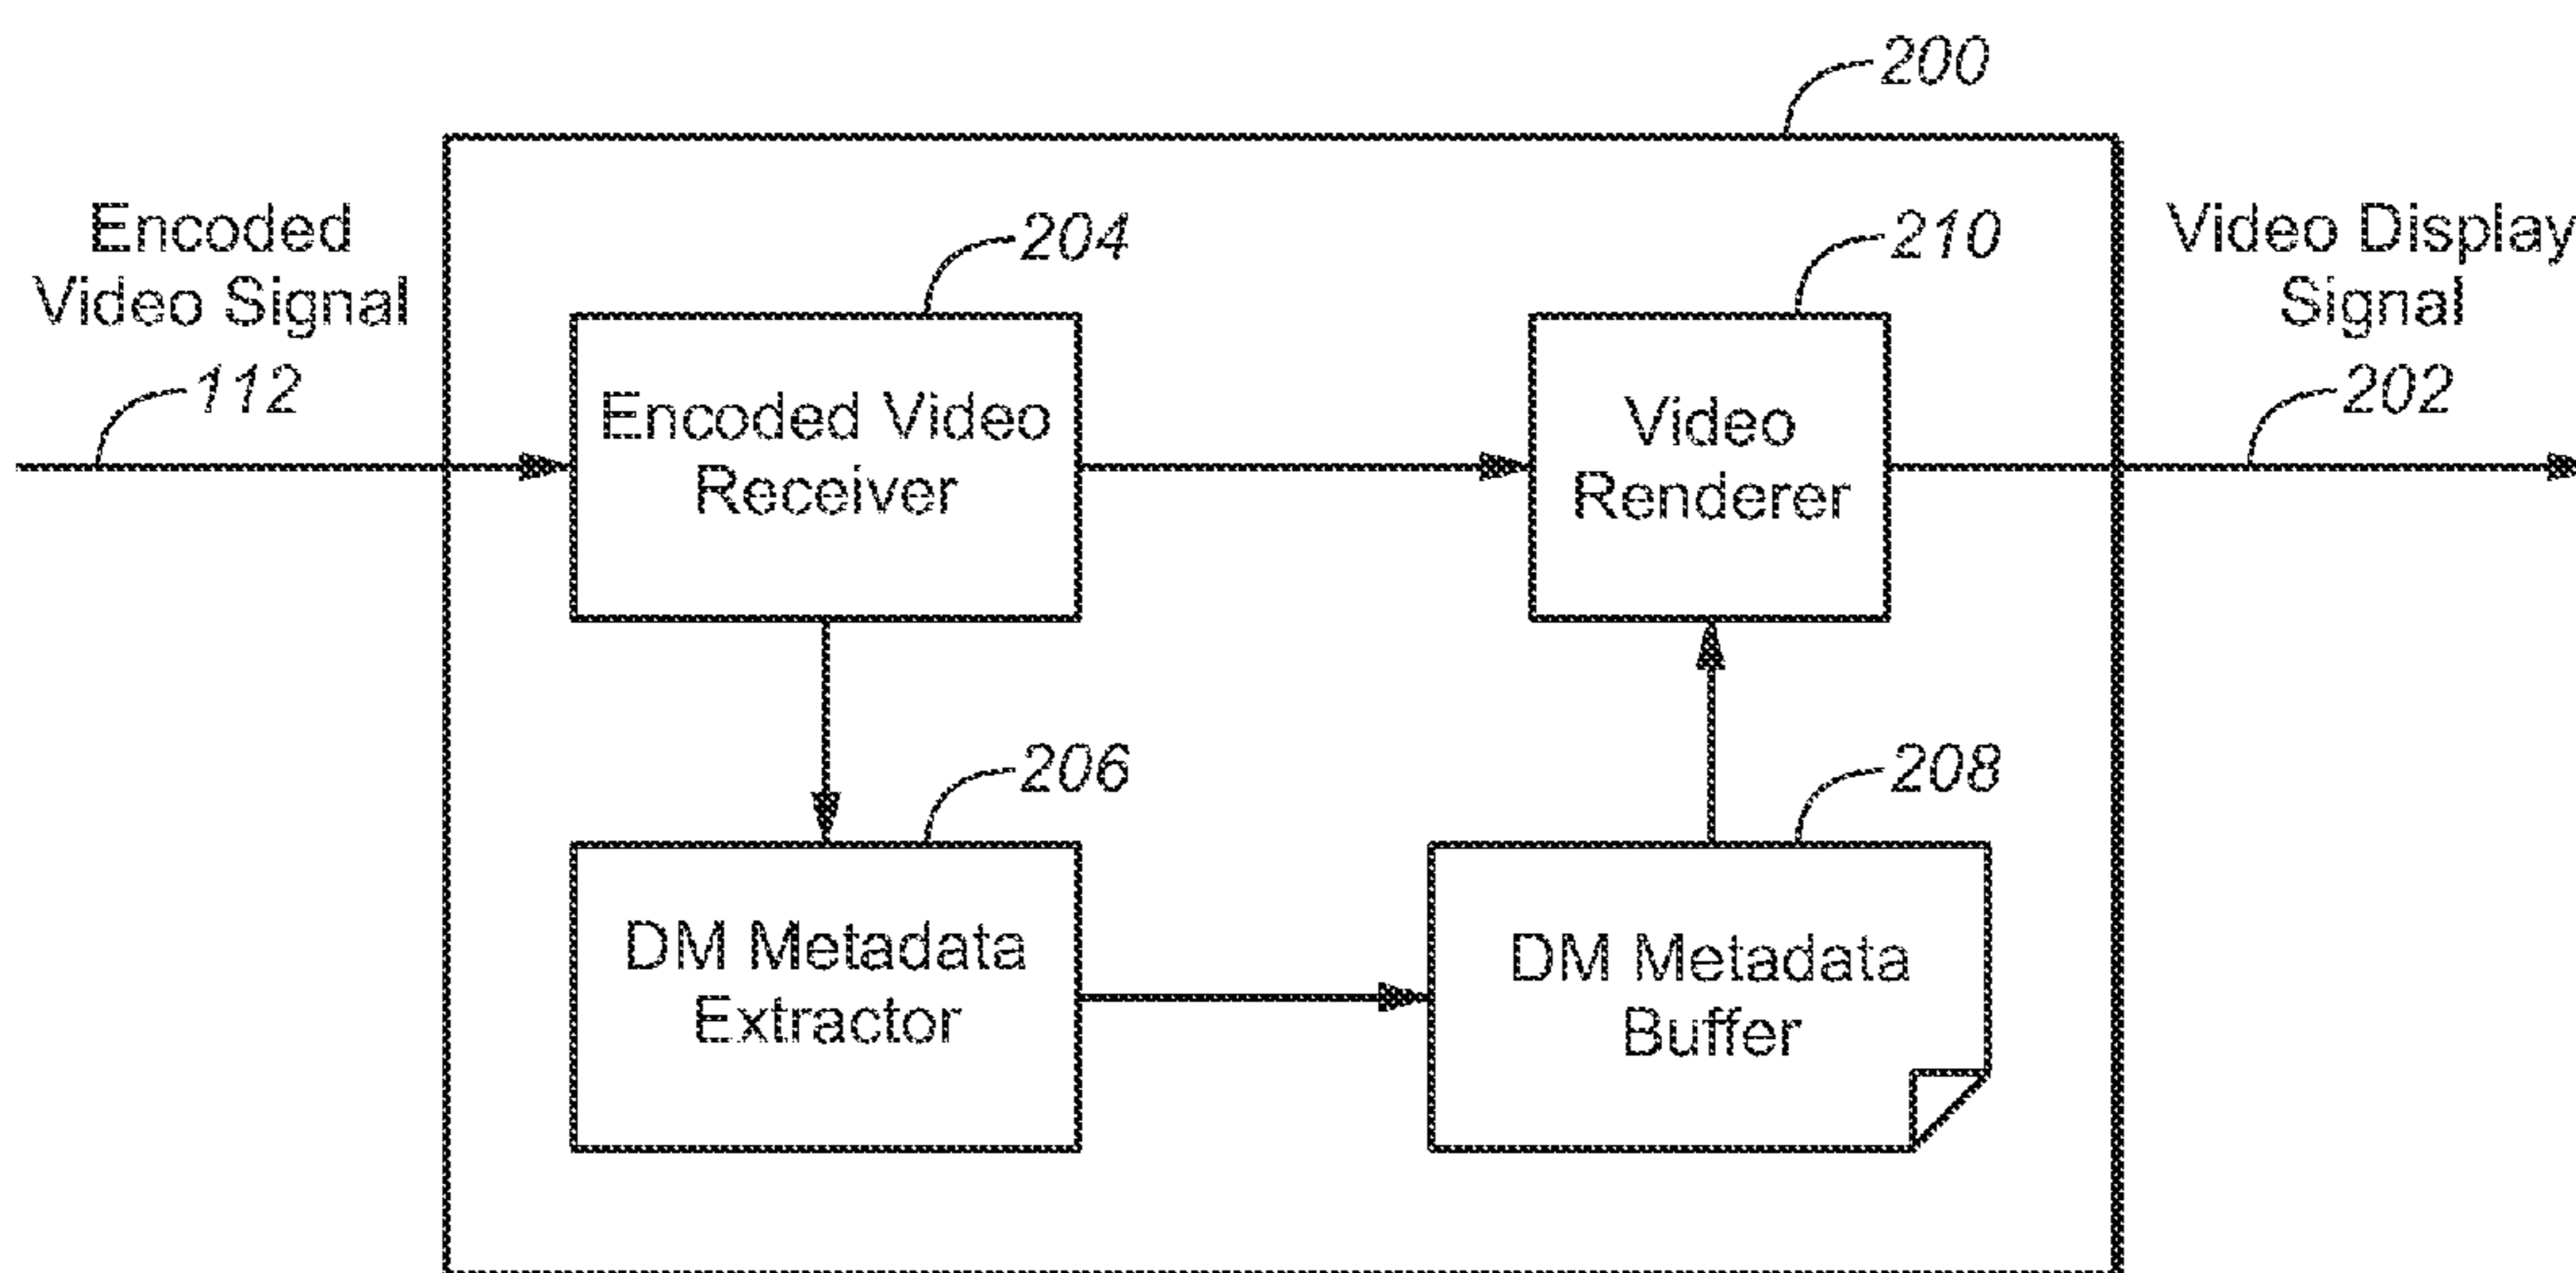 200
Encoded
Video Signal
112
204
210
Video Display
Signal
202
Encoded Video
Receiver
Video
Renderer
206
208
DM Metadata
Extractor
DM Metadata
Buffer